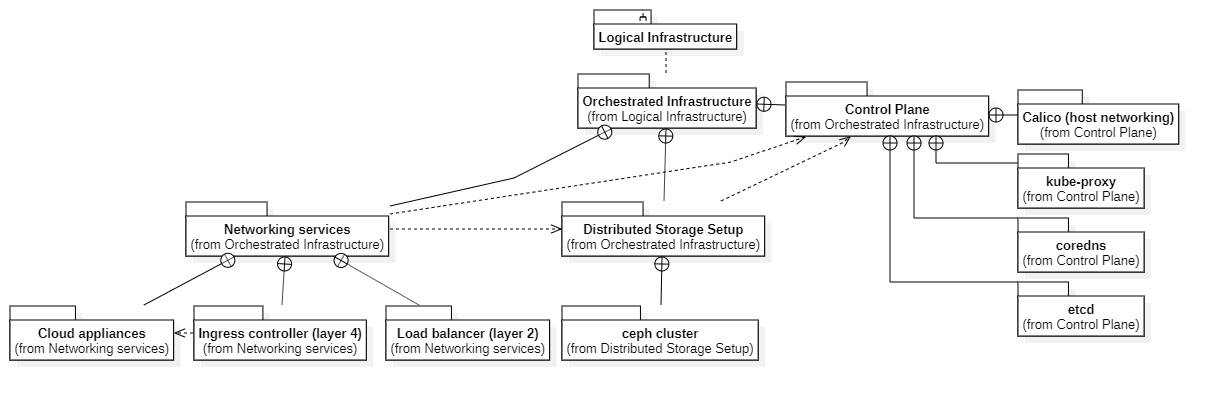 Logical Infrastructure
Orchestrated Infrastructure
(from Logical Infrastructure)
Control Plane
(from Orchestrated Infrastructure)
Calico (host networking)
(from Control Plane)
kube-proxy
(from Control Plane)
Networking services
(from Orchestrated Infrastructure)
Distributed Storage Setup
(from Orchestrated Infrastructure)
coredns
(from Control Plane)
etcd
(from Control Plane)
Cloud appliances
(from Networking services)
Ingress controller (layer 4)
(from Networking services)
Load balancer (layer 2)
(from Networking services)
ceph cluster
(from Distributed Storage Setup)